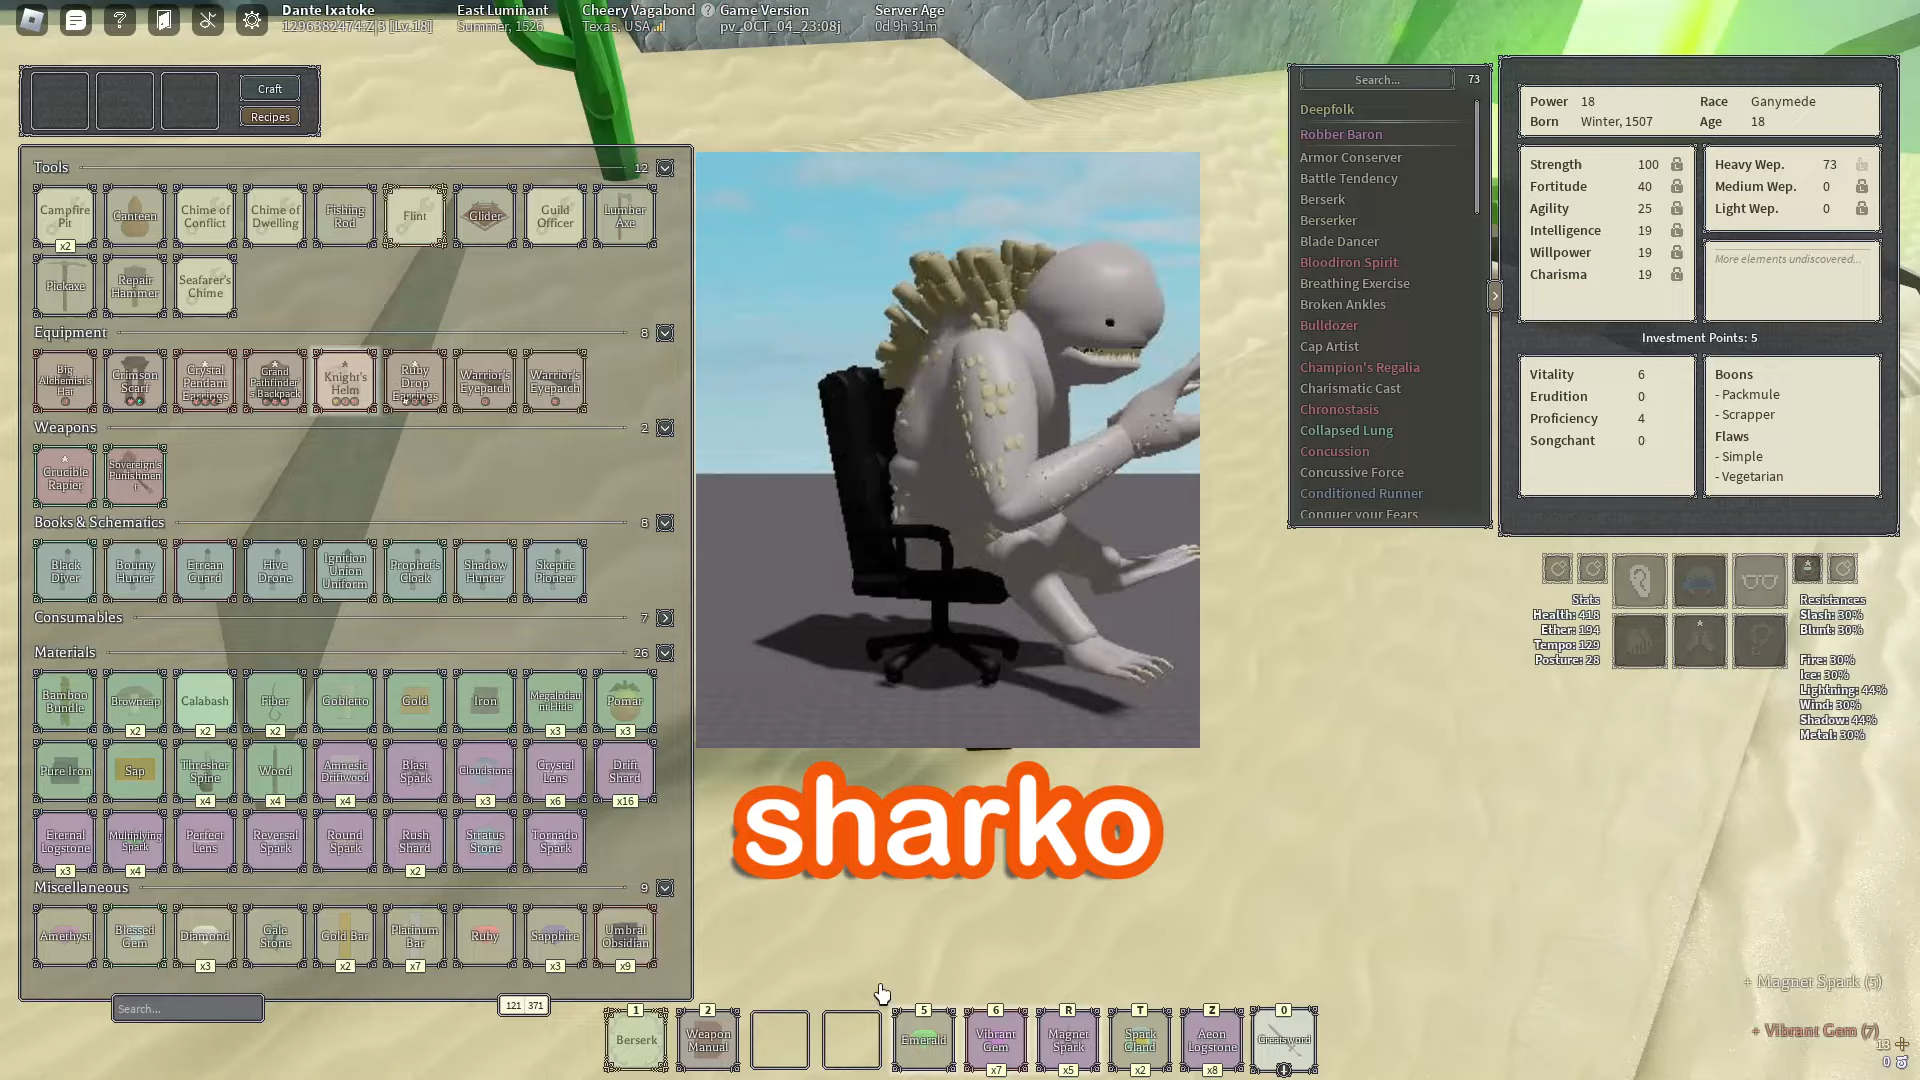 Dante Ixatoke
East Luminant
Cheery Vagabond
Game Version
Server Age
Summer, 1526
Texas, USA
pv_OCT_04_23:08j
0d 9h 31m
Craft
Recipes
Tools 12
Campfire Pit x2
Canteen
Chime of Conflict
Chime of Dwelling
Fishing Rod
Flint
Glider
Guild Officer
Lumber Axe
Pickaxe
Repair Hammer
Seafarer's Chime
Equipment 8
Big Alchemist's Hat
Crimson Scarf
Crystal Pendant Earrings
Grand Pathfinder's Backpack
Knight's Helm
Ruby Drop Earrings
Warrior's Eyepatch
Warrior's Eyepatch
Weapons 2
Crucible Rapier
Sovereign's Punishment
Books & Schematics 8
Black Diver
Bounty Hunter
Etrean Guard
Hive Drone
Ignition Union Uniform
Prophet's Cloak
Shadow Hunter
Skeptic Pioneer
Consumables 7
Materials 26
Bamboo Bundle
Browncap x2
Calabash x2
Fiber x2
Gobletto
Gold
Iron
Megalodaunt Hide x3
Pomar x3
Pure Iron
Sap
Thresher Spine x4
Wood x4
Amnesic Driftwood x4
Blast Spark
Cloudstone x3
Crystal Lens x6
Drift Shard x16
Eternal Logstone x3
Multiplying Spark x4
Perfect Lens
Reversal Spark
Round Spark
Rush Shard x2
Stratus Stone
Tornado Spark
Miscellaneous 9
Amethyst
Blessed Gem
Diamond x3
Gale Stone
Gold Bar x2
Platinum Bar x7
Ruby
Sapphire x3
Umbral Obsidian x9
Search...
121 371
sharko
1 Berserk
2 Weapon Manual
5 Emerald
6 Vibrant Gem x7
R Magnet Spark x5
T Spark Gland x2
Z Aeon Logstone x8
0 Greatsword
Search... 73
Deepfolk
Robber Baron
Armor Conserver
Battle Tendency
Berserk
Berserker
Blade Dancer
Bloodiron Spirit
Breathing Exercise
Broken Ankles
Bulldozer
Cap Artist
Champion's Regalia
Charismatic Cast
Chronostasis
Collapsed Lung
Concussion
Concussive Force
Conditioned Runner
Conquer your Fears
Power 18
Race Ganymede
Born Winter, 1507
Age 18
Strength 100
Fortitude 40
Agility 25
Intelligence 19
Willpower 19
Charisma 19
Heavy Wep. 73
Medium Wep. 0
Light Wep. 0
More elements undiscovered...
Investment Points: 5
Vitality 6
Erudition 0
Proficiency 4
Songchant 0
Boons
- Packmule
- Scrapper
Flaws
- Simple
- Vegetarian
Stats
Health: 418
Ether: 194
Tempo: 129
Posture: 28
Resistances
Slash: 30%
Blunt: 30%
Fire: 30%
Ice: 30%
Lightning: 44%
Wind: 30%
Shadow: 44%
Metal: 30%
+ Magnet Spark (5)
+ Vibrant Gem (7)
13
0